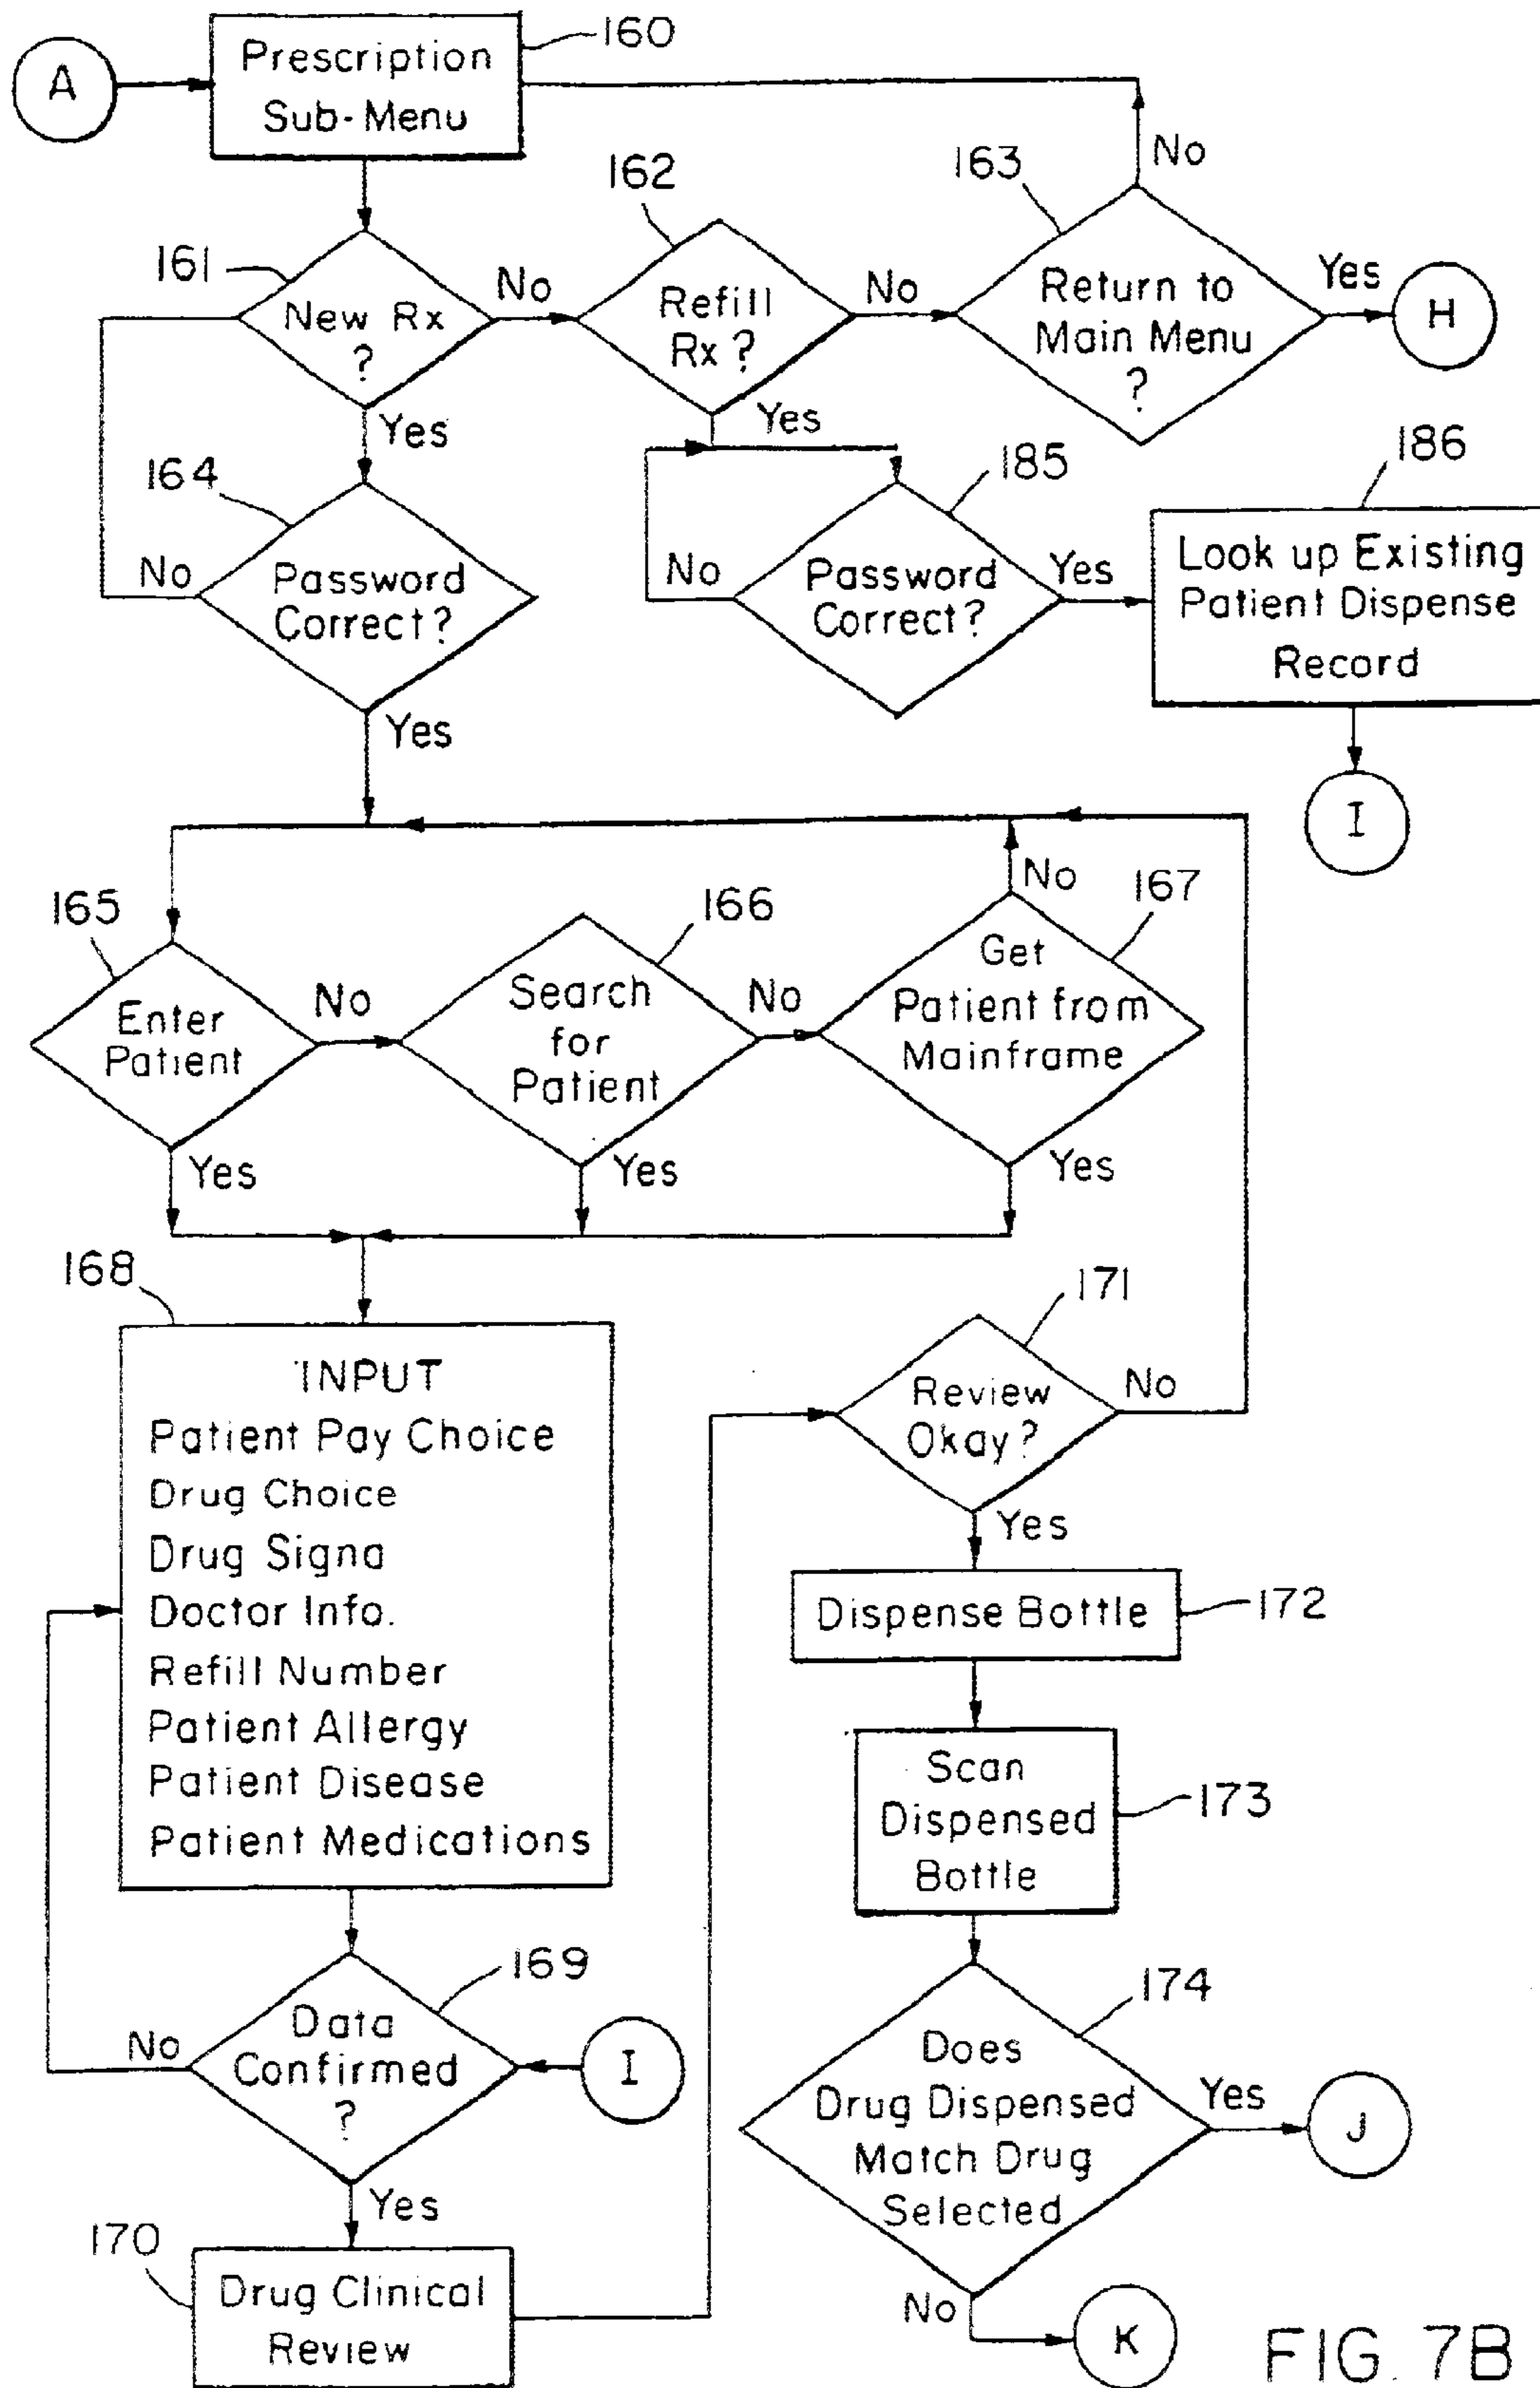 160
A
Prescription
Sub-Menu
No
162
163
161
New Rx
?
No
Refill
Rx?
No
Return to
Main Menu
?
Yes
H
Yes
Yes
164
185
186
No
Password
Correct?
No
Password
Correct?
Yes
Look up Existing
Patient Dispense
Record
Yes
I
No
165
166
167
Enter
Patient
No
Search
for
Patient
No
Get
Patient from
Mainframe
Yes
Yes
Yes
168
171
INPUT
Patient Pay Choice
Drug Choice
Drug Signa
Doctor Info.
Refill Number
Patient Allergy
Patient Disease
Patient Medications
Review
Okay?
No
Yes
Dispense Bottle
172
Scan
Dispensed
Bottle
173
169
No
Data
Confirmed
?
I
174
Does
Drug Dispensed
Match Drug
Selected
Yes
J
Yes
170
Drug Clinical
Review
No
K
FIG. 7B